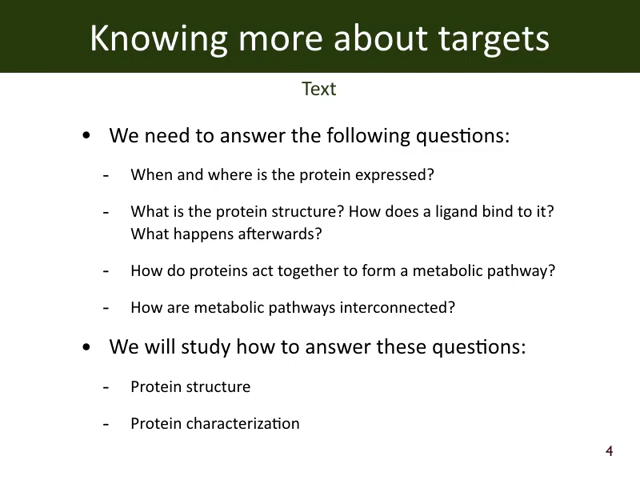 Knowing more about targets
Text
• We need to answer the following questions:
- When and where is the protein expressed?
- What is the protein structure? How does a ligand bind to it?
What happens afterwards?
- How do proteins act together to form a metabolic pathway?
- How are metabolic pathways interconnected?
• We will study how to answer these questions:
- Protein structure
- Protein characterization
4